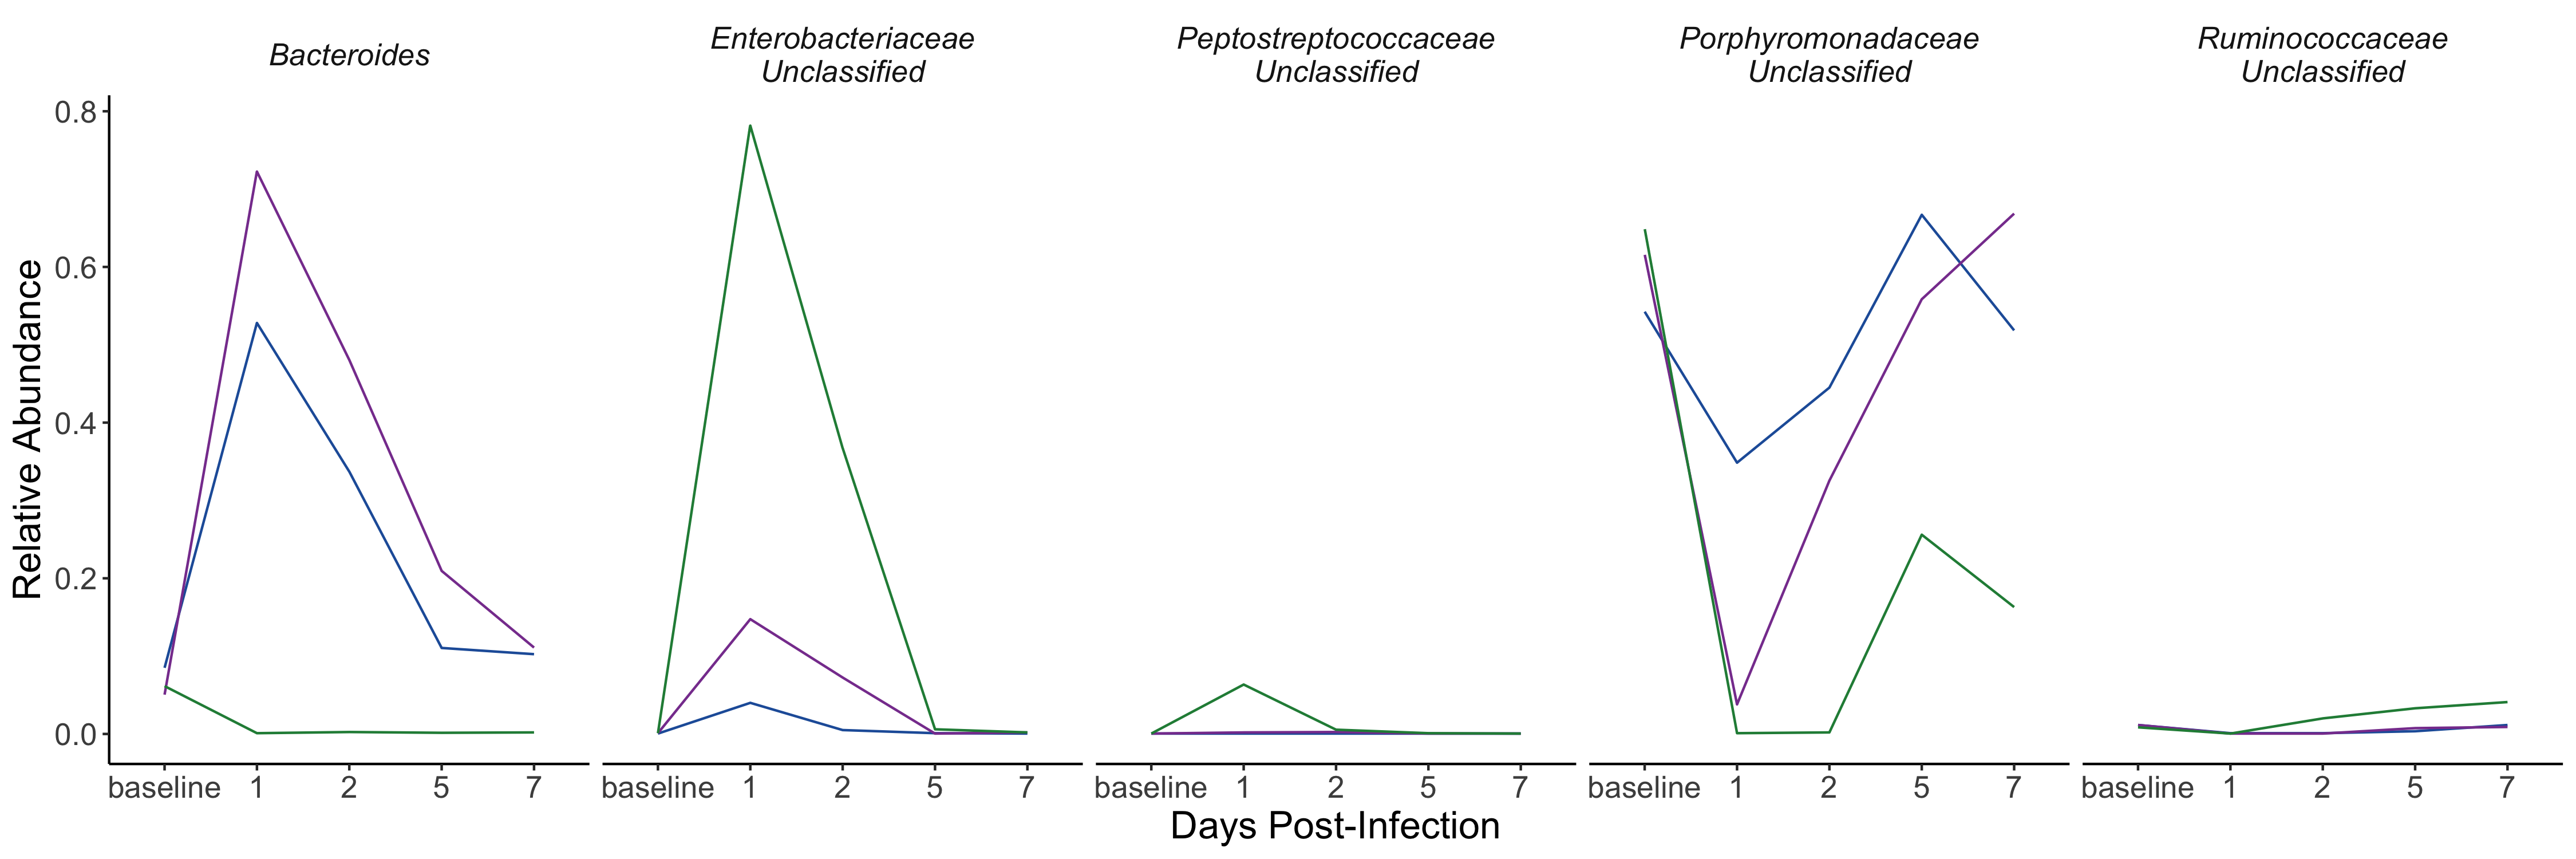 Bacteroides
Enterobacteriaceae
Unclassified
Peptostreptococcaceae
Unclassified
Porphyromonadaceae
Unclassified
Ruminococcaceae
Unclassified
Relative Abundance
0.8
0.6
0.4
0.2
0.0
baseline 1 2 5 7
baseline 1 2 5 7
baseline 1 2 5 7
baseline 1 2 5 7
baseline 1 2 5 7
Days Post-Infection